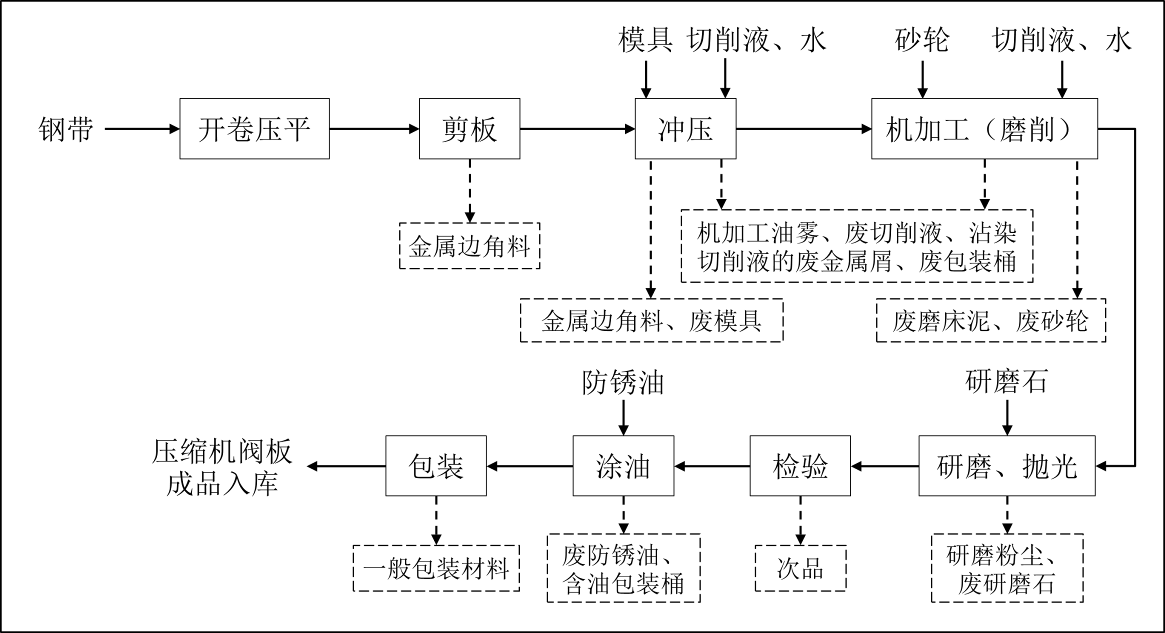 模具
切削液、水
砂轮
切削液、水
钢带
开卷压平
剪板
冲压
机加工（磨削）
金属边角料
机加工油雾、废切削液、沾染
切削液的废金属屑、废包装桶
金属边角料、废模具
废磨床泥、废砂轮
防锈油
研磨石
压缩机阀板
成品入库
包装
涂油
检验
研磨、抛光
一般包装材料
废防锈油、
含油包装桶
次品
研磨粉尘、
废研磨石